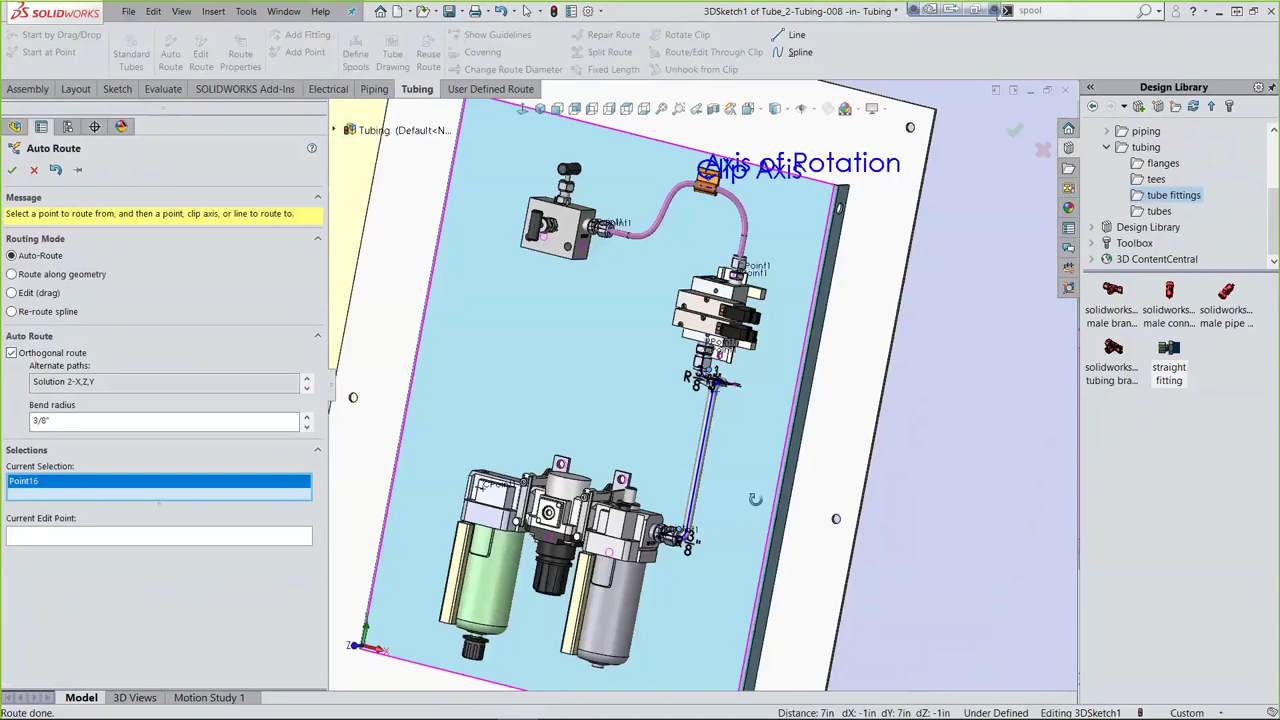 SOLIDWORKS
File Edit View Insert Tools Window Help
3DSketch1 of Tube_2-Tubing-008 -in- Tubing *
spool
Start by Drag/Drop
Start at Point
Standard Tubes
Auto Route
Edit Route
Route Properties
Add Fitting
Add Point
Define Spools
Tube Drawing
Reuse Route
Show Guidelines
Covering
Change Route Diameter
Repair Route
Split Route
Fixed Length
Rotate Clip
Route/Edit Through Clip
Unhook from Clip
Line
Spline
Assembly Layout Sketch Evaluate SOLIDWORKS Add-Ins Electrical Piping Tubing User Defined Route
Auto Route
Message
Select a point to route from, and then a point, clip axis, or line to route to.
Routing Mode
Auto-Route
Route along geometry
Edit (drag)
Re-route spline
Auto Route
Orthogonal route
Alternate paths:
Solution 2-X,Z,Y
Bend radius
3/8"
Selections
Current Selection:
Point16
Current Edit Point:
Tubing (Default<N...
Axis of Rotation
Clip Axis
Point1
Point1
R
3/8"
Z
X
Design Library
piping
tubing
flanges
tees
tube fittings
tubes
Design Library
Toolbox
3D ContentCentral
solidworks... male bran...
solidworks... male conn...
solidworks... male pipe ...
solidworks... tubing bra...
straight fitting
Model 3D Views Motion Study 1
Route done.
Distance: 7in dX: -1in dY: 7in dZ: -1in Under Defined Editing 3DSketch1 Custom